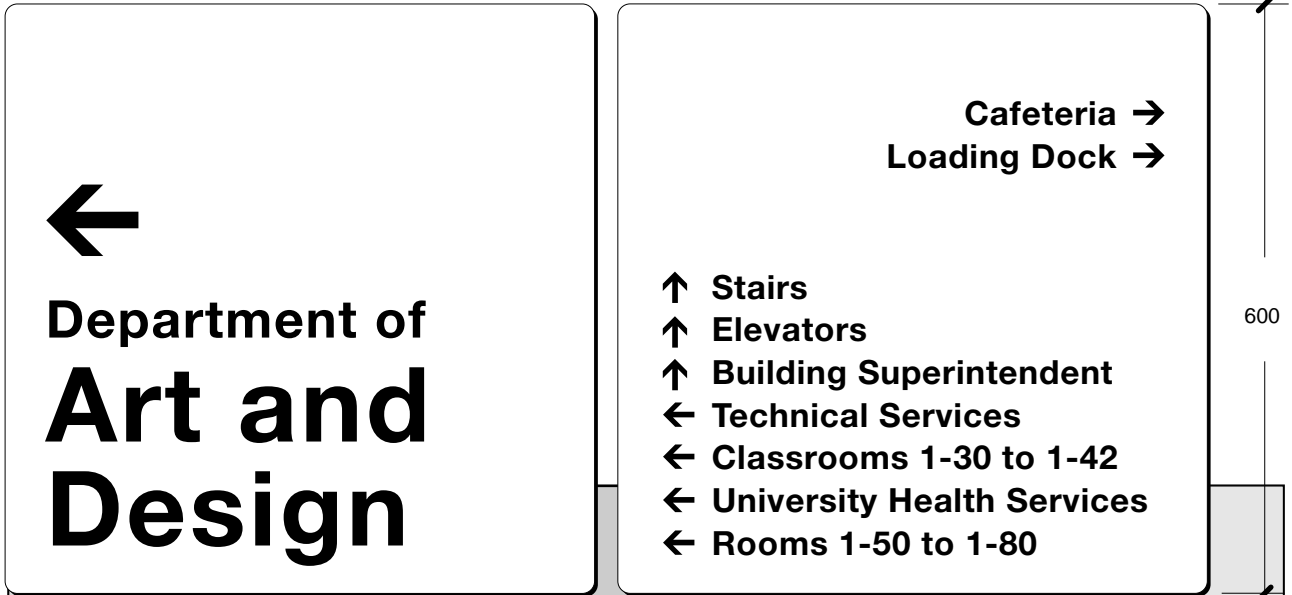 ←
Department of
Art and
Design
Cafeteria →
Loading Dock →
↑ Stairs
↑ Elevators
↑ Building Superintendent
← Technical Services
← Classrooms 1-30 to 1-42
← University Health Services
← Rooms 1-50 to 1-80
600